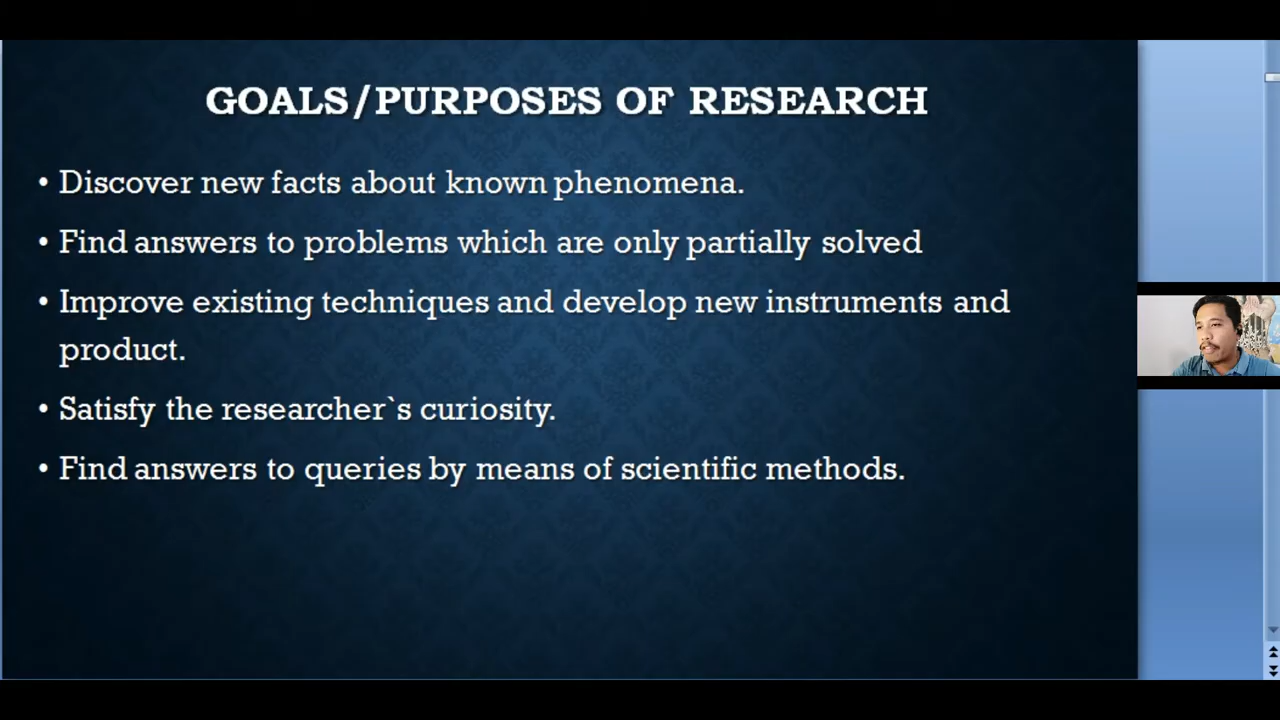 GOALS/PURPOSES OF RESEARCH
• Discover new facts about known phenomena.
• Find answers to problems which are only partially solved
• Improve existing techniques and develop new instruments and
product.
• Satisfy the researcher`s curiosity.
• Find answers to queries by means of scientific methods.